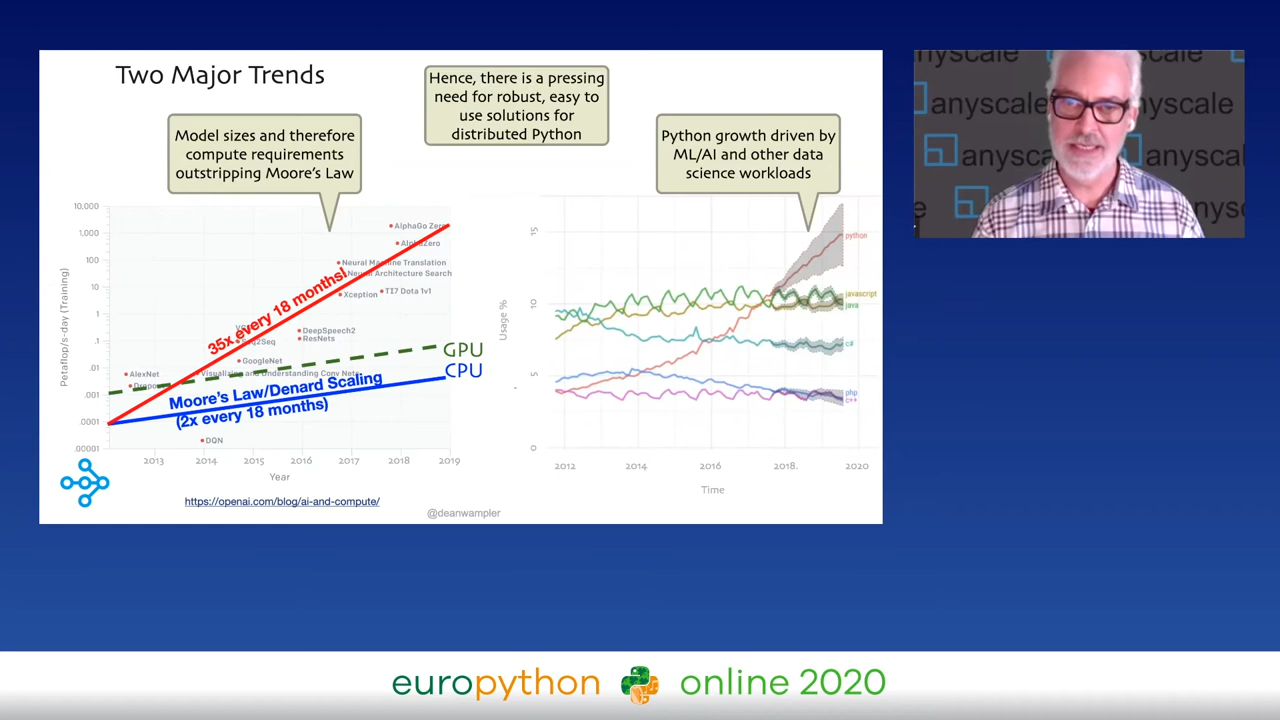 Two Major Trends
Hence, there is a pressing
need for robust, easy to
use solutions for
distributed Python
Model sizes and therefore
compute requirements
outstripping Moore's Law
Python growth driven by
ML/AI and other data
science workloads
10,000
1,000
100
10
1
.1
.01
.001
.0001
.00001
Petaflop/s-day (Training)
AlphaGo Zero
AlphaZero
Neural Machine Translation
Neural Architecture Search
TI7 Dota 1v1
Xception
35x every 18 months!
DeepSpeech2
ResNets
Seq2Seq
GoogleNet
AlexNet
Visualizing and Understanding Conv Nets
Dropout
DQN
GPU
CPU
Moore's Law/Denard Scaling
(2x every 18 months)
2013 2014 2015 2016 2017 2018 2019
Year
https://openai.com/blog/ai-and-compute/
@deanwampler
15
10
5
0
Usage %
python
javascript
java
c#
php
c++
2012 2014 2016 2018. 2020
Time
anyscale
anyscale
anyscale
europython online 2020